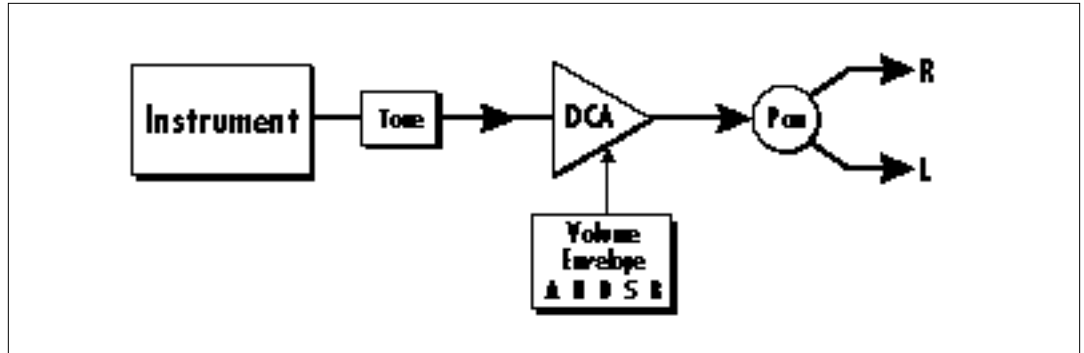 Instrument
Tone
DCA
Pan
R
L
Volume
Envelope
A H D S R